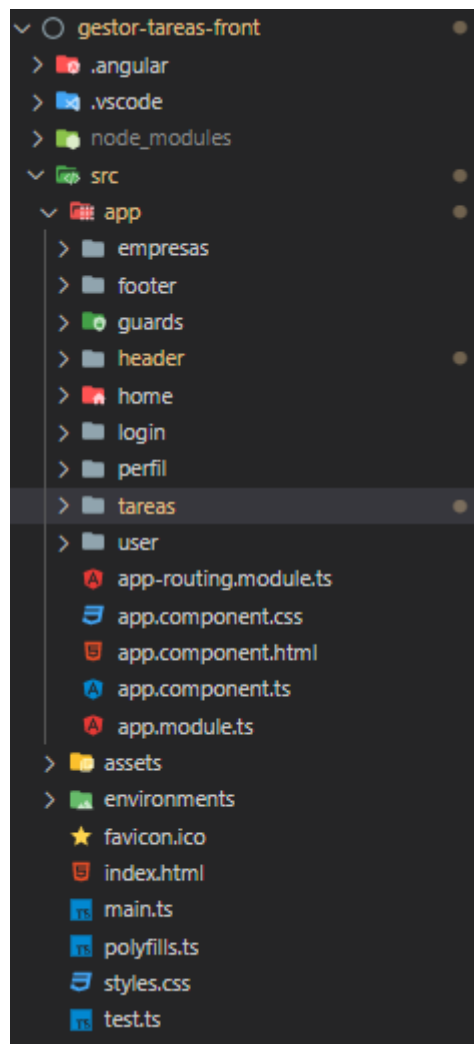 gestor-tareas-front
.angular
.vscode
node_modules
src
app
empresas
footer
guards
header
home
login
perfil
tareas
user
app-routing.module.ts
app.component.css
app.component.html
app.component.ts
app.module.ts
assets
environments
favicon.ico
index.html
main.ts
polyfills.ts
styles.css
test.ts